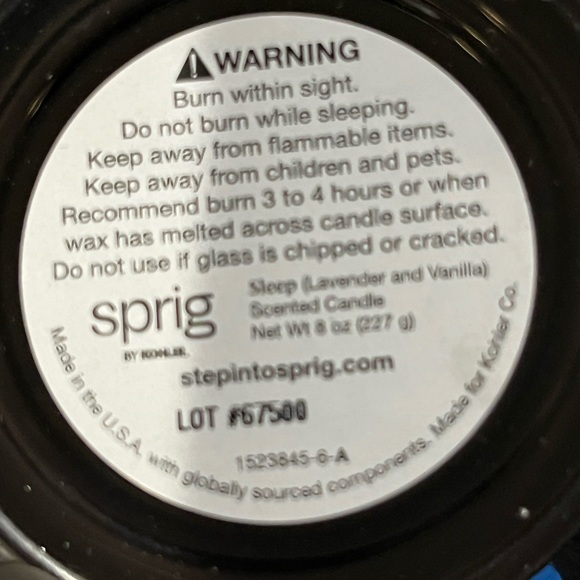 WARNING
Burn within sight.
Do not burn while sleeping.
Keep away from flammable items.
Keep away from children and pets.
Recommend burn 3 to 4 hours or when
wax has melted across candle surface.
Do not use if glass is chipped or cracked.
sprig
BY KOHLER.
Sleep (Lavender and Vanilla)
Scented Candle
Net Wt 8 oz (227 g)
stepintosprig.com
LOT #67500
1523845-6-A
Made in the U.S.A. with globally sourced components. Made for Kohler Co.